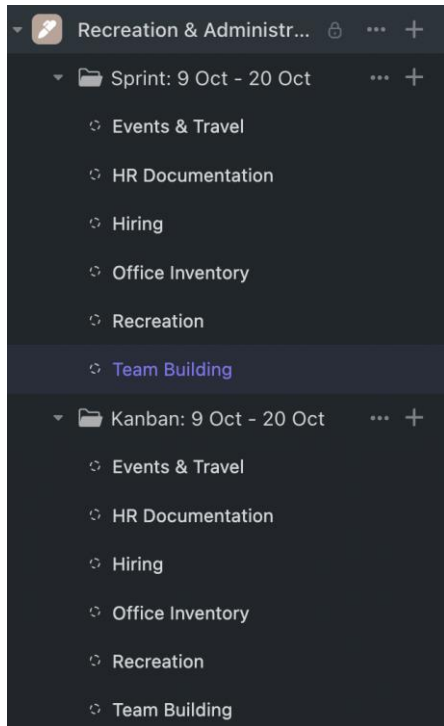 Recreation & Administr...
Sprint: 9 Oct - 20 Oct
Events & Travel
HR Documentation
Hiring
Office Inventory
Recreation
Team Building
Kanban: 9 Oct - 20 Oct
Events & Travel
HR Documentation
Hiring
Office Inventory
Recreation
Team Building